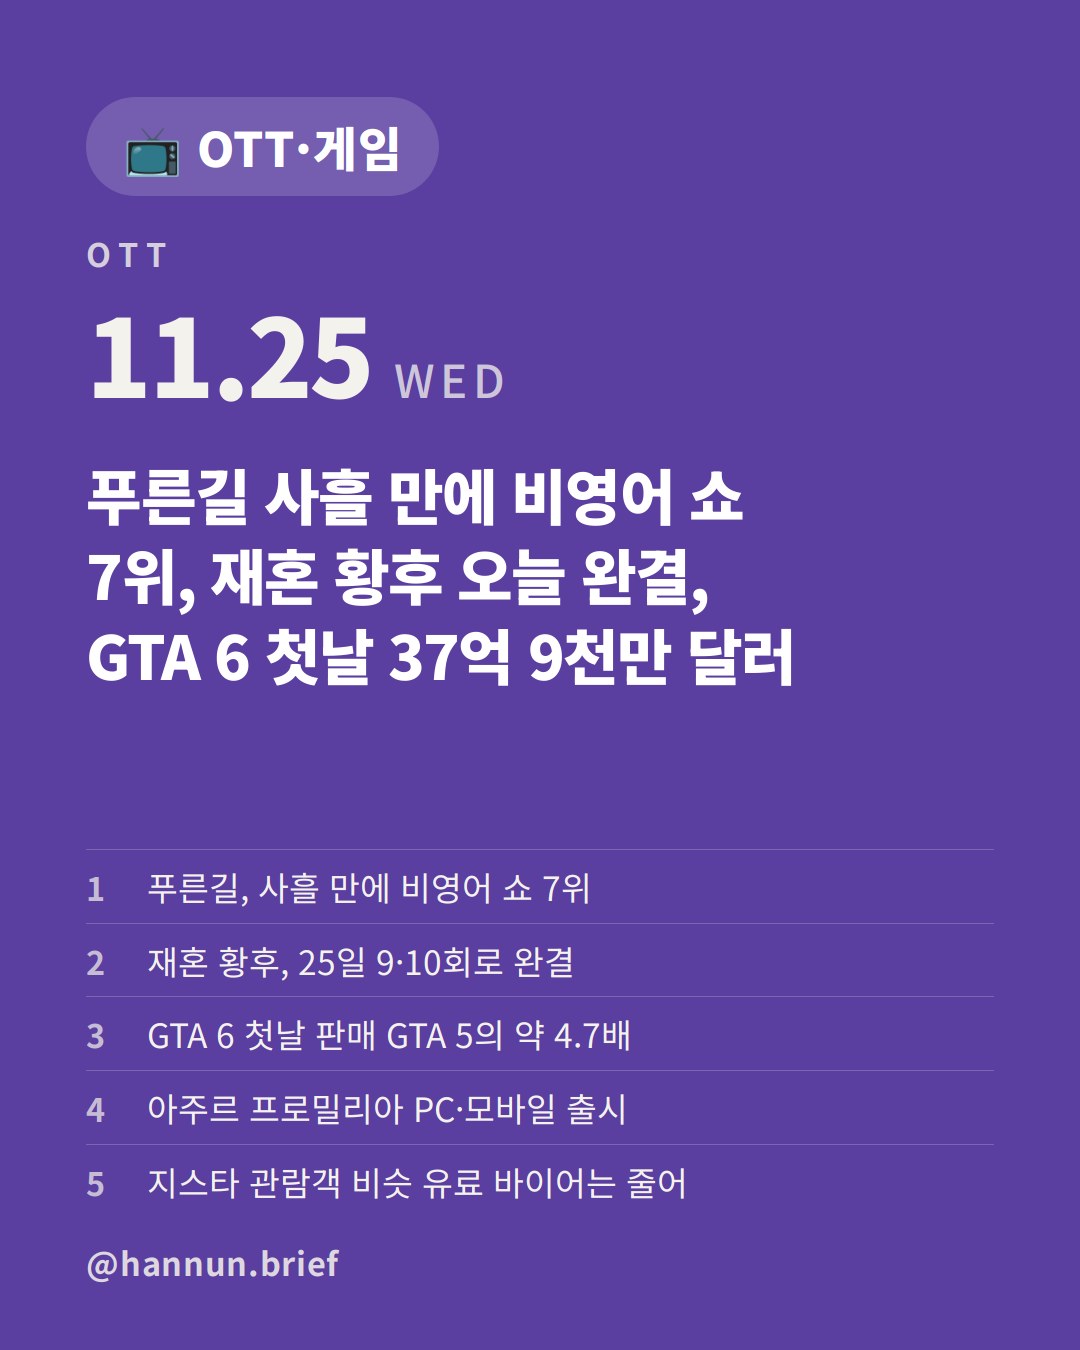 📺 OTT·게임
OTT
11.25 WED
푸른길 사흘 만에 비영어 쇼
7위, 재혼 황후 오늘 완결,
GTA 6 첫날 37억 9천만 달러
1 푸른길, 사흘 만에 비영어 쇼 7위
2 재혼 황후, 25일 9·10회로 완결
3 GTA 6 첫날 판매 GTA 5의 약 4.7배
4 아주르 프로밀리아 PC·모바일 출시
5 지스타 관람객 비슷 유료 바이어는 줄어
@hannun.brief